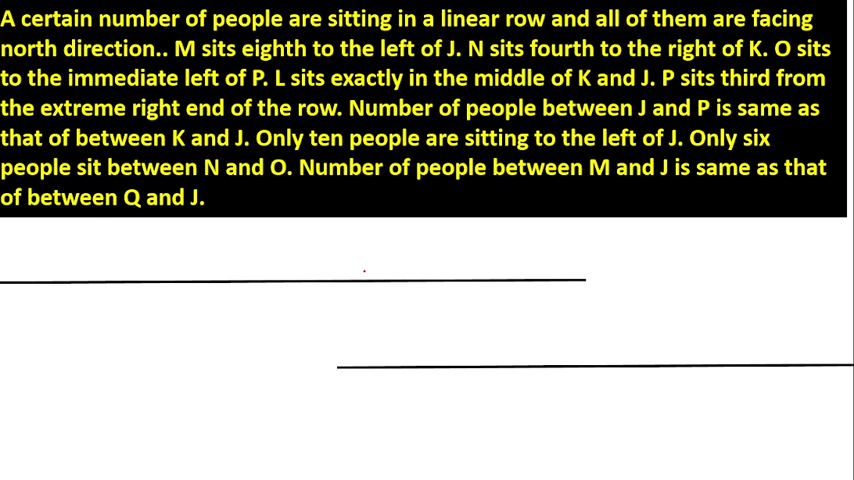 A certain number of people are sitting in a linear row and all of them are facing
north direction.. M sits eighth to the left of J. N sits fourth to the right of K. O sits
to the immediate left of P. L sits exactly in the middle of K and J. P sits third from
the extreme right end of the row. Number of people between J and P is same as
that of between K and J. Only ten people are sitting to the left of J. Only six
people sit between N and O. Number of people between M and J is same as that
of between Q and J.